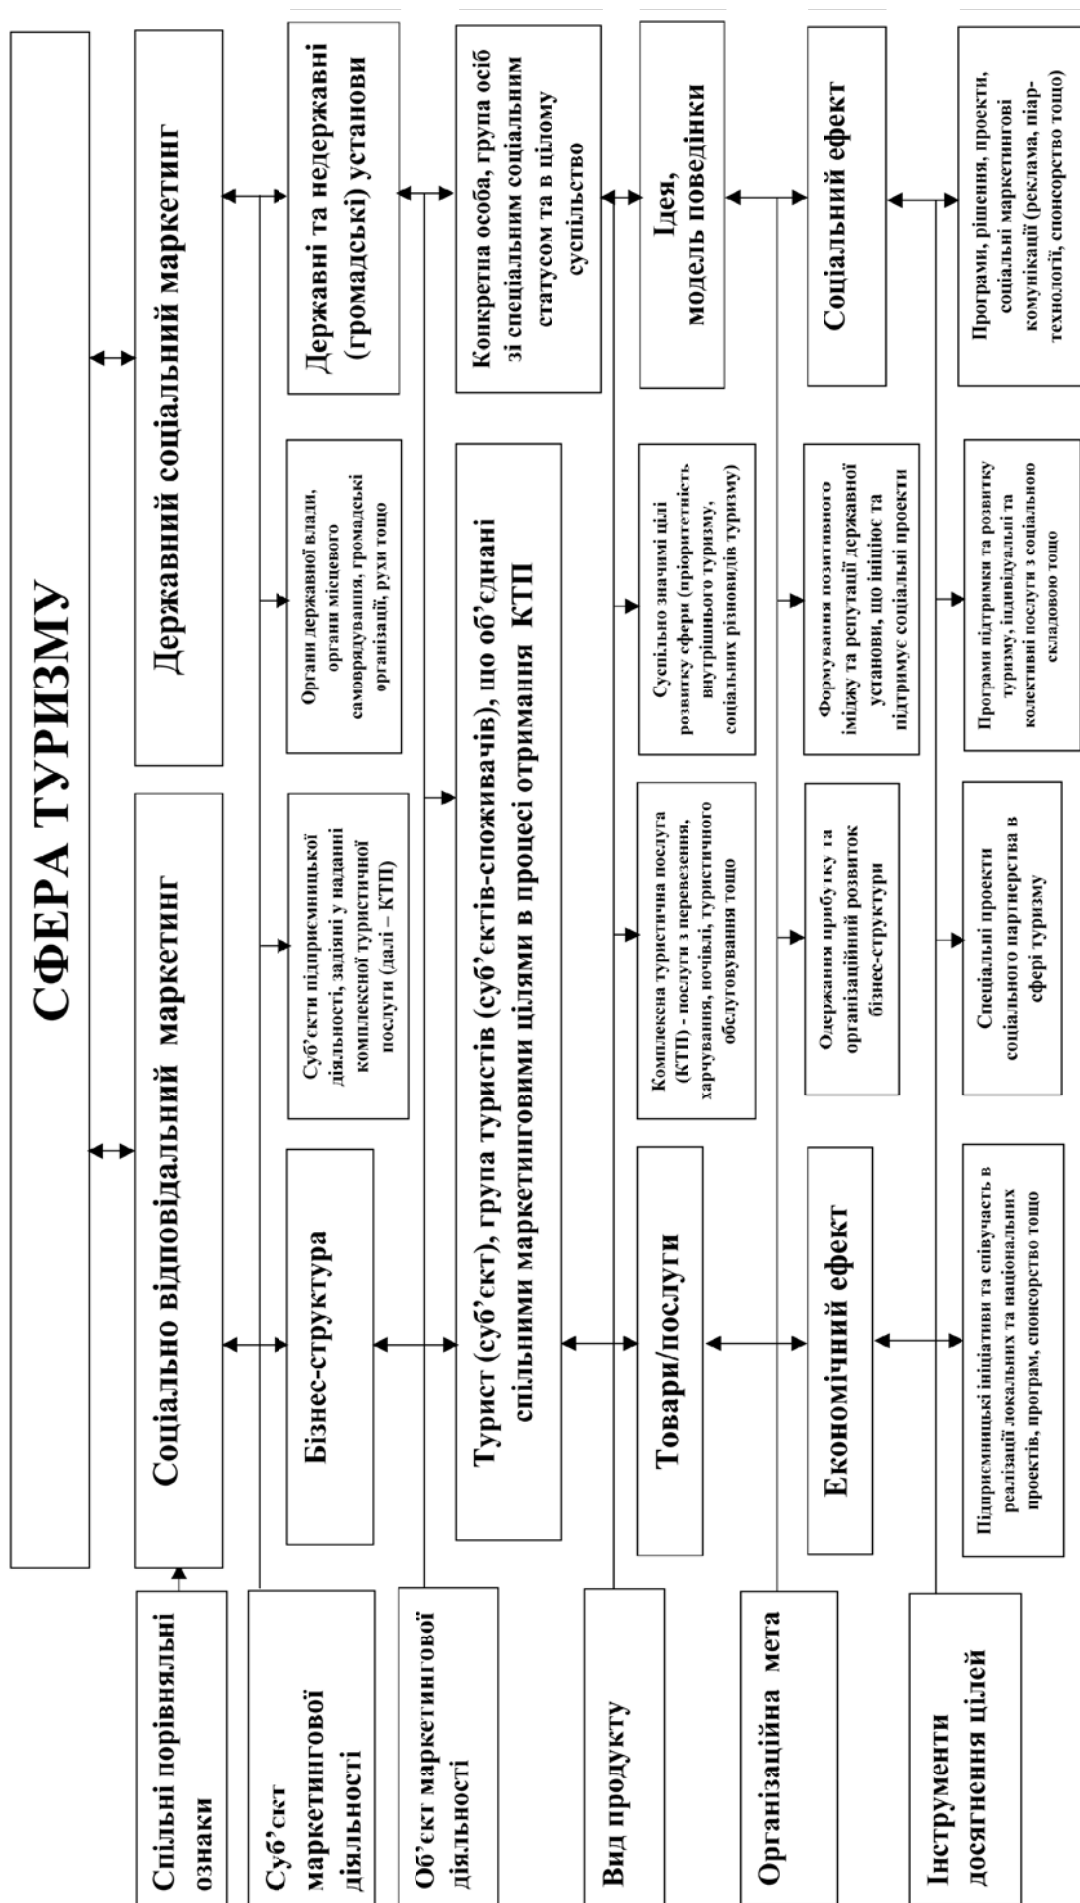 СФЕРА ТУРИЗМУ
Спільні порівняльні
ознаки
Соціально відповідальний маркетинг
Державний соціальний маркетинг
Суб’єкт
маркетингової
діяльності
Бізнес-структура
Суб’єкти підприємницької
діяльності, задіяні у наданні
комплексної туристичної
послуги (далі – КТП)
Органи державної влади,
органи місцевого
самоврядування, громадські
організації, рухи тощо
Державні та недержавні
(громадські) установи
Об’єкт маркетингової
діяльності
Турист (суб’єкт), група туристів (суб’єктів-споживачів), що об’єднані
спільними маркетинговими цілями в процесі отримання КТП
Конкретна особа, група осіб
зі спеціальним соціальним
статусом та в цілому
суспільство
Вид продукту
Товари/послуги
Комплексна туристична послуга
(КТП) - послуги з перевезення,
харчування, ночівлі, туристичного
обслуговування тощо
Суспільно значимі цілі
розвитку сфери (пріоритетність
внутрішнього туризму,
соціальних різновидів туризму)
Ідея,
модель поведінки
Організаційна мета
Економічний ефект
Одержання прибутку та
організаційний розвиток
бізнес-структури
Формування позитивного
іміджу та репутації державної
установи, що ініціює та
підтримує соціальні проекти
Соціальний ефект
Інструменти
досягнення цілей
Підприємницькі ініціативи та співучасть в
реалізації локальних та національних
проектів, програм, спонсорство тощо
Спеціальні проекти
соціального партнерства в
сфері туризму
Програми підтримки та розвитку
туризму, індивідуальні та
колективні послуги з соціальною
складовою тощо
Програми, рішення, проекти,
соціальні маркетингові
комунікації (реклама, піар-
технології, спонсорство тощо)